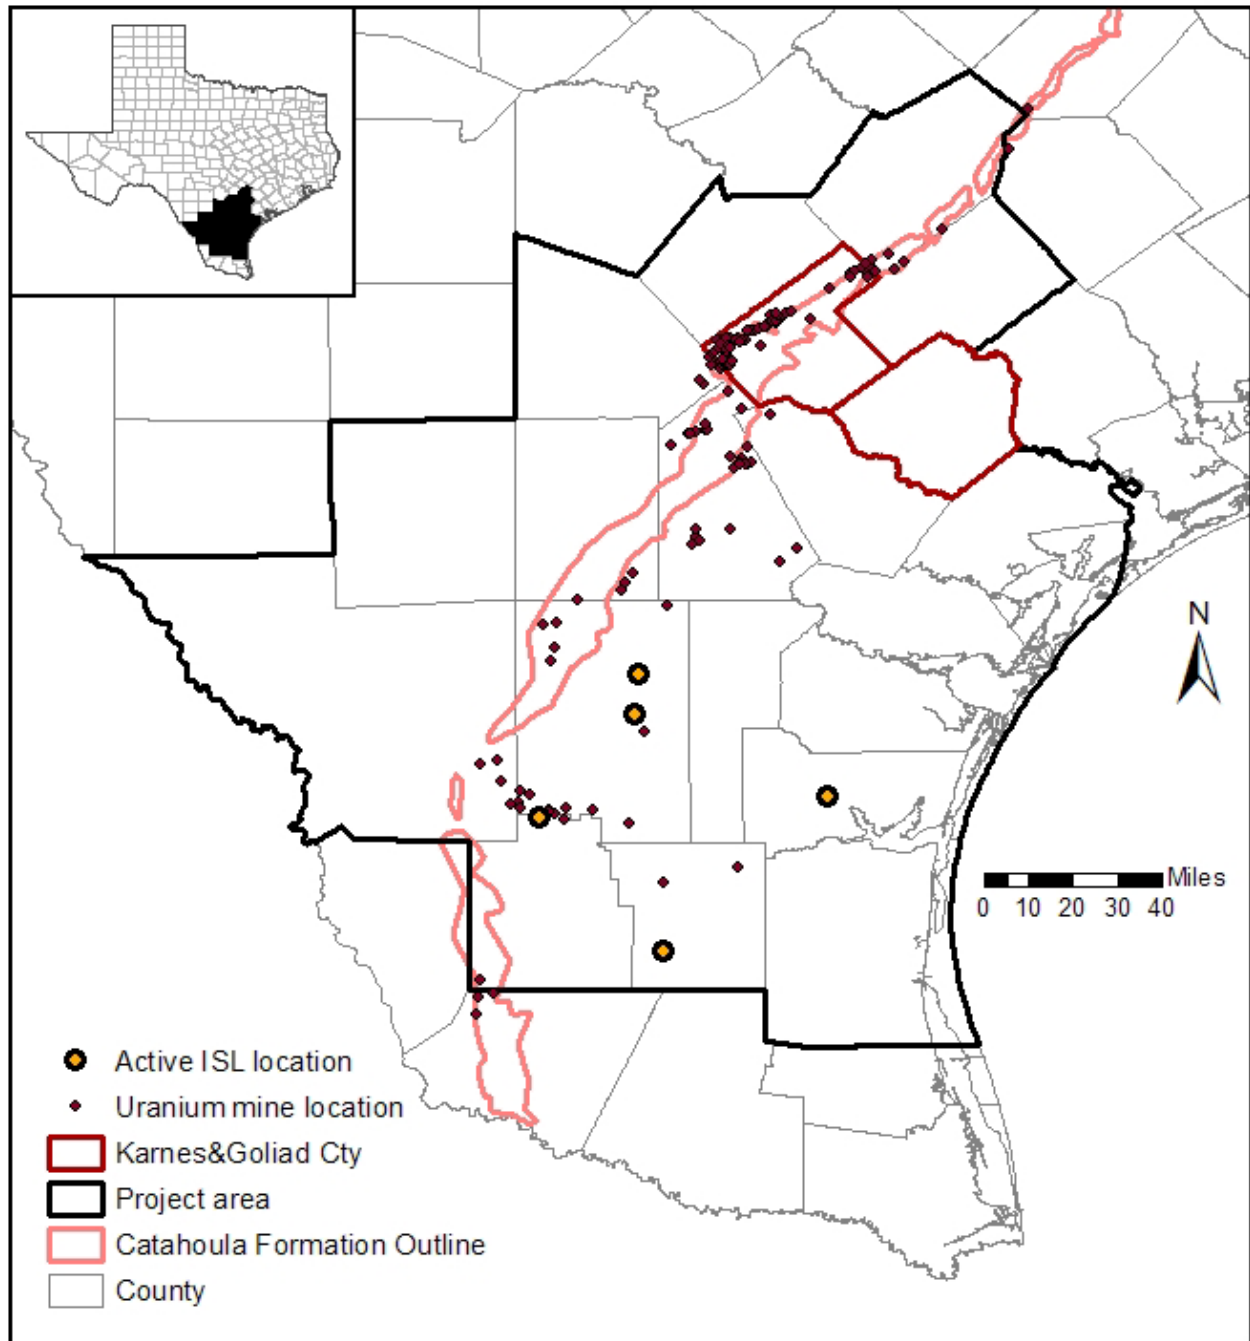 N
Miles
0 10 20 30 40
Active ISL location
Uranium mine location
Karnes&Goliad Cty
Project area
Catahoula Formation Outline
County